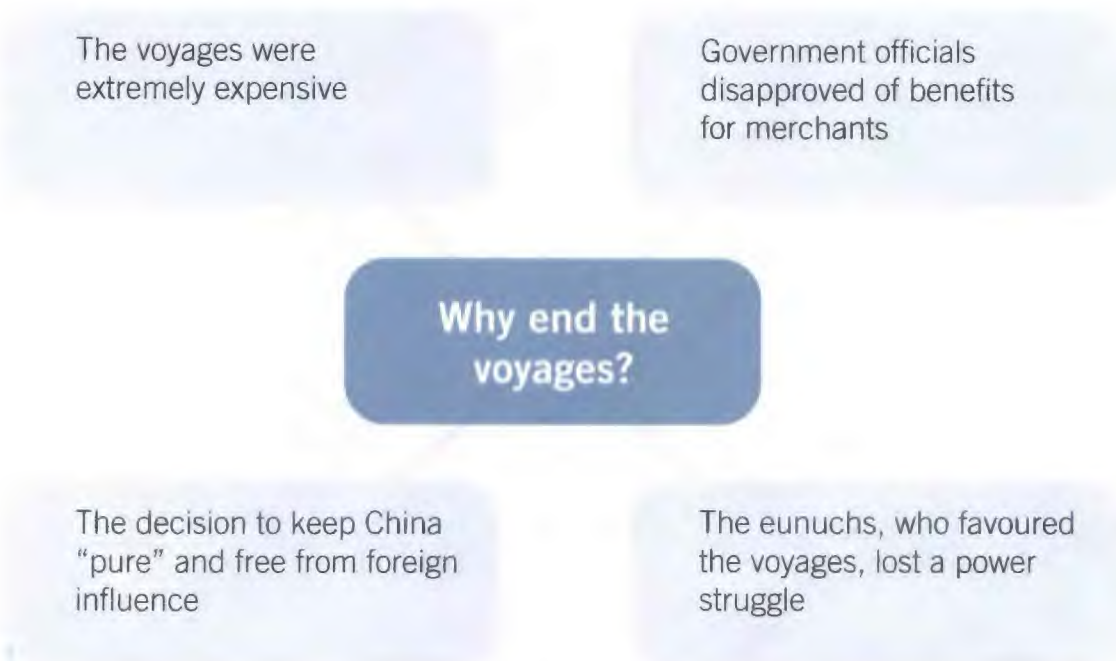 The voyages were
extremely expensive
Government officials
disapproved of benefits
for merchants
Why end the
voyages?
The decision to keep China
“pure” and free from foreign
influence
The eunuchs, who favoured
the voyages, lost a power
struggle